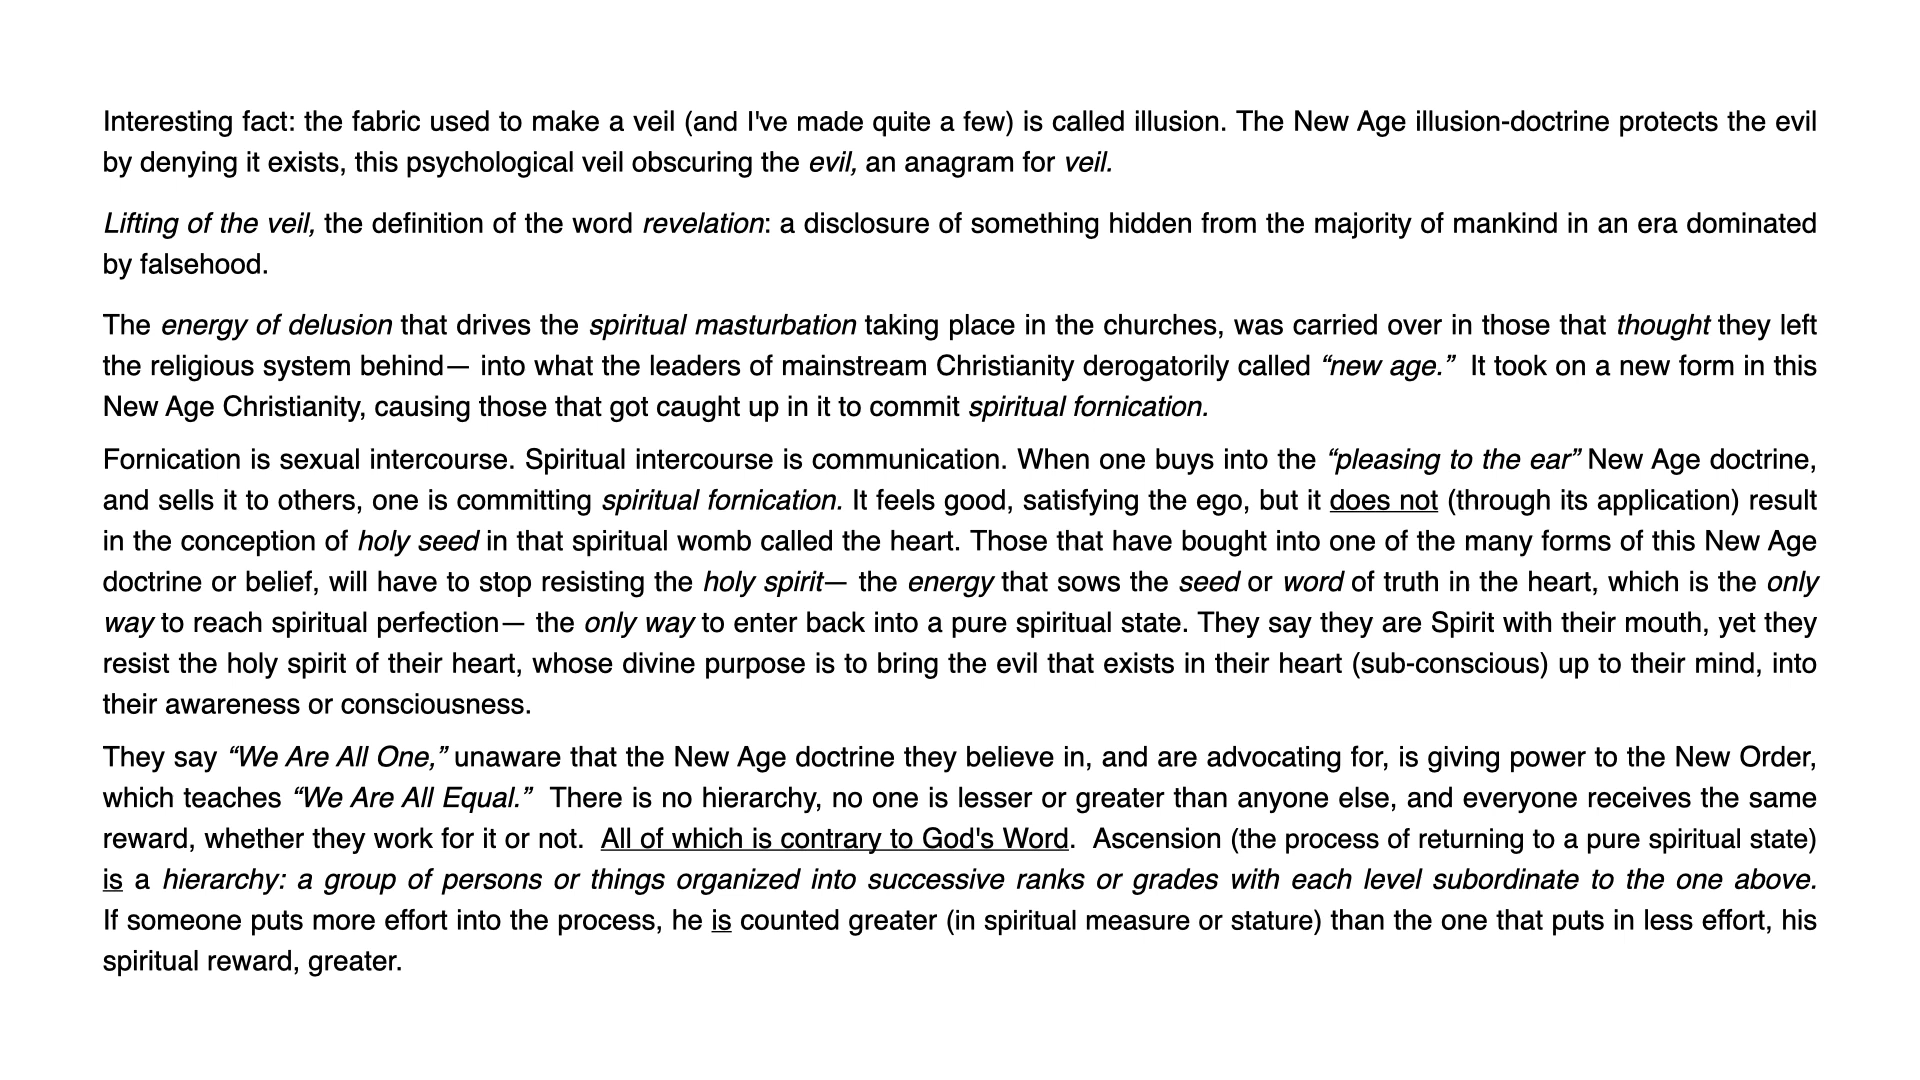 Interesting fact: the fabric used to make a veil (and I've made quite a few) is called illusion. The New Age illusion-doctrine protects the evil
by denying it exists, this psychological veil obscuring the evil, an anagram for veil.
Lifting of the veil, the definition of the word revelation: a disclosure of something hidden from the majority of mankind in an era dominated
by falsehood.
The energy of delusion that drives the spiritual masturbation taking place in the churches, was carried over in those that thought they left
the religious system behind— into what the leaders of mainstream Christianity derogatorily called “new age.”  It took on a new form in this
New Age Christianity, causing those that got caught up in it to commit spiritual fornication.
Fornication is sexual intercourse. Spiritual intercourse is communication. When one buys into the “pleasing to the ear” New Age doctrine,
and sells it to others, one is committing spiritual fornication. It feels good, satisfying the ego, but it does not (through its application) result
in the conception of holy seed in that spiritual womb called the heart. Those that have bought into one of the many forms of this New Age
doctrine or belief, will have to stop resisting the holy spirit— the energy that sows the seed or word of truth in the heart, which is the only
way to reach spiritual perfection— the only way to enter back into a pure spiritual state. They say they are Spirit with their mouth, yet they
resist the holy spirit of their heart, whose divine purpose is to bring the evil that exists in their heart (sub-conscious) up to their mind, into
their awareness or consciousness.
They say “We Are All One,” unaware that the New Age doctrine they believe in, and are advocating for, is giving power to the New Order,
which teaches “We Are All Equal.”  There is no hierarchy, no one is lesser or greater than anyone else, and everyone receives the same
reward, whether they work for it or not.  All of which is contrary to God's Word.  Ascension (the process of returning to a pure spiritual state)
is a hierarchy: a group of persons or things organized into successive ranks or grades with each level subordinate to the one above.
If someone puts more effort into the process, he is counted greater (in spiritual measure or stature) than the one that puts in less effort, his
spiritual reward, greater.